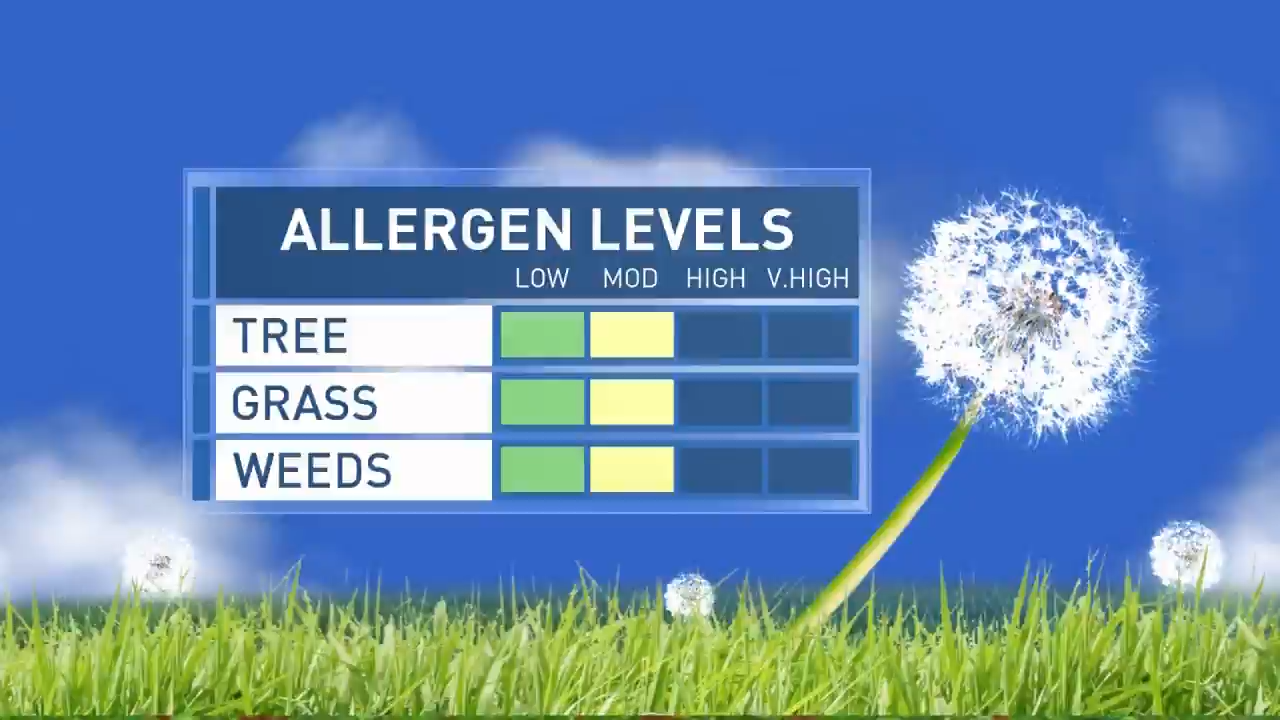 ALLERGEN LEVELS
LOW MOD HIGH V.HIGH
TREE
GRASS
WEEDS